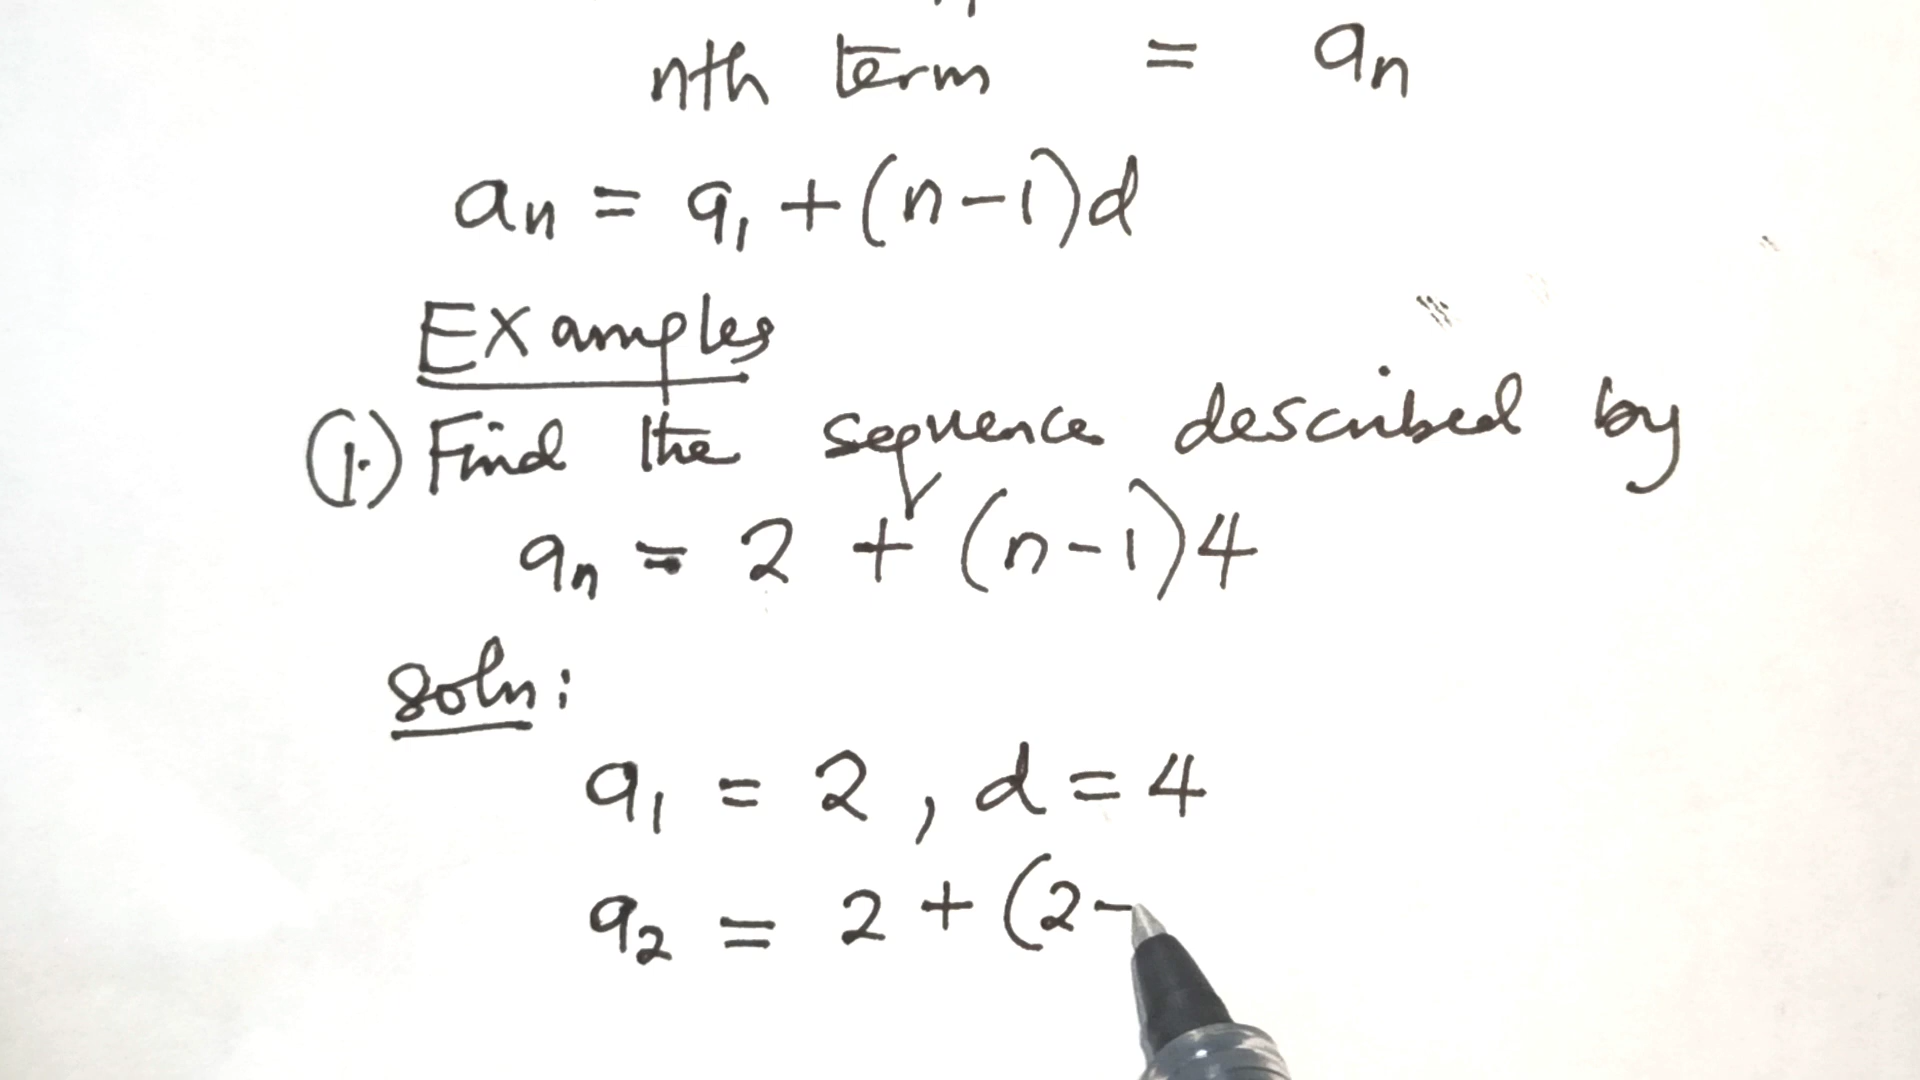 nth term = aₙ
aₙ = a₁ + (n-1)d
Examples
(1.) Find the sequence described by
aₙ = 2 + (n-1)4
Soln:
a₁ = 2, d = 4
a₂ = 2 + (2-